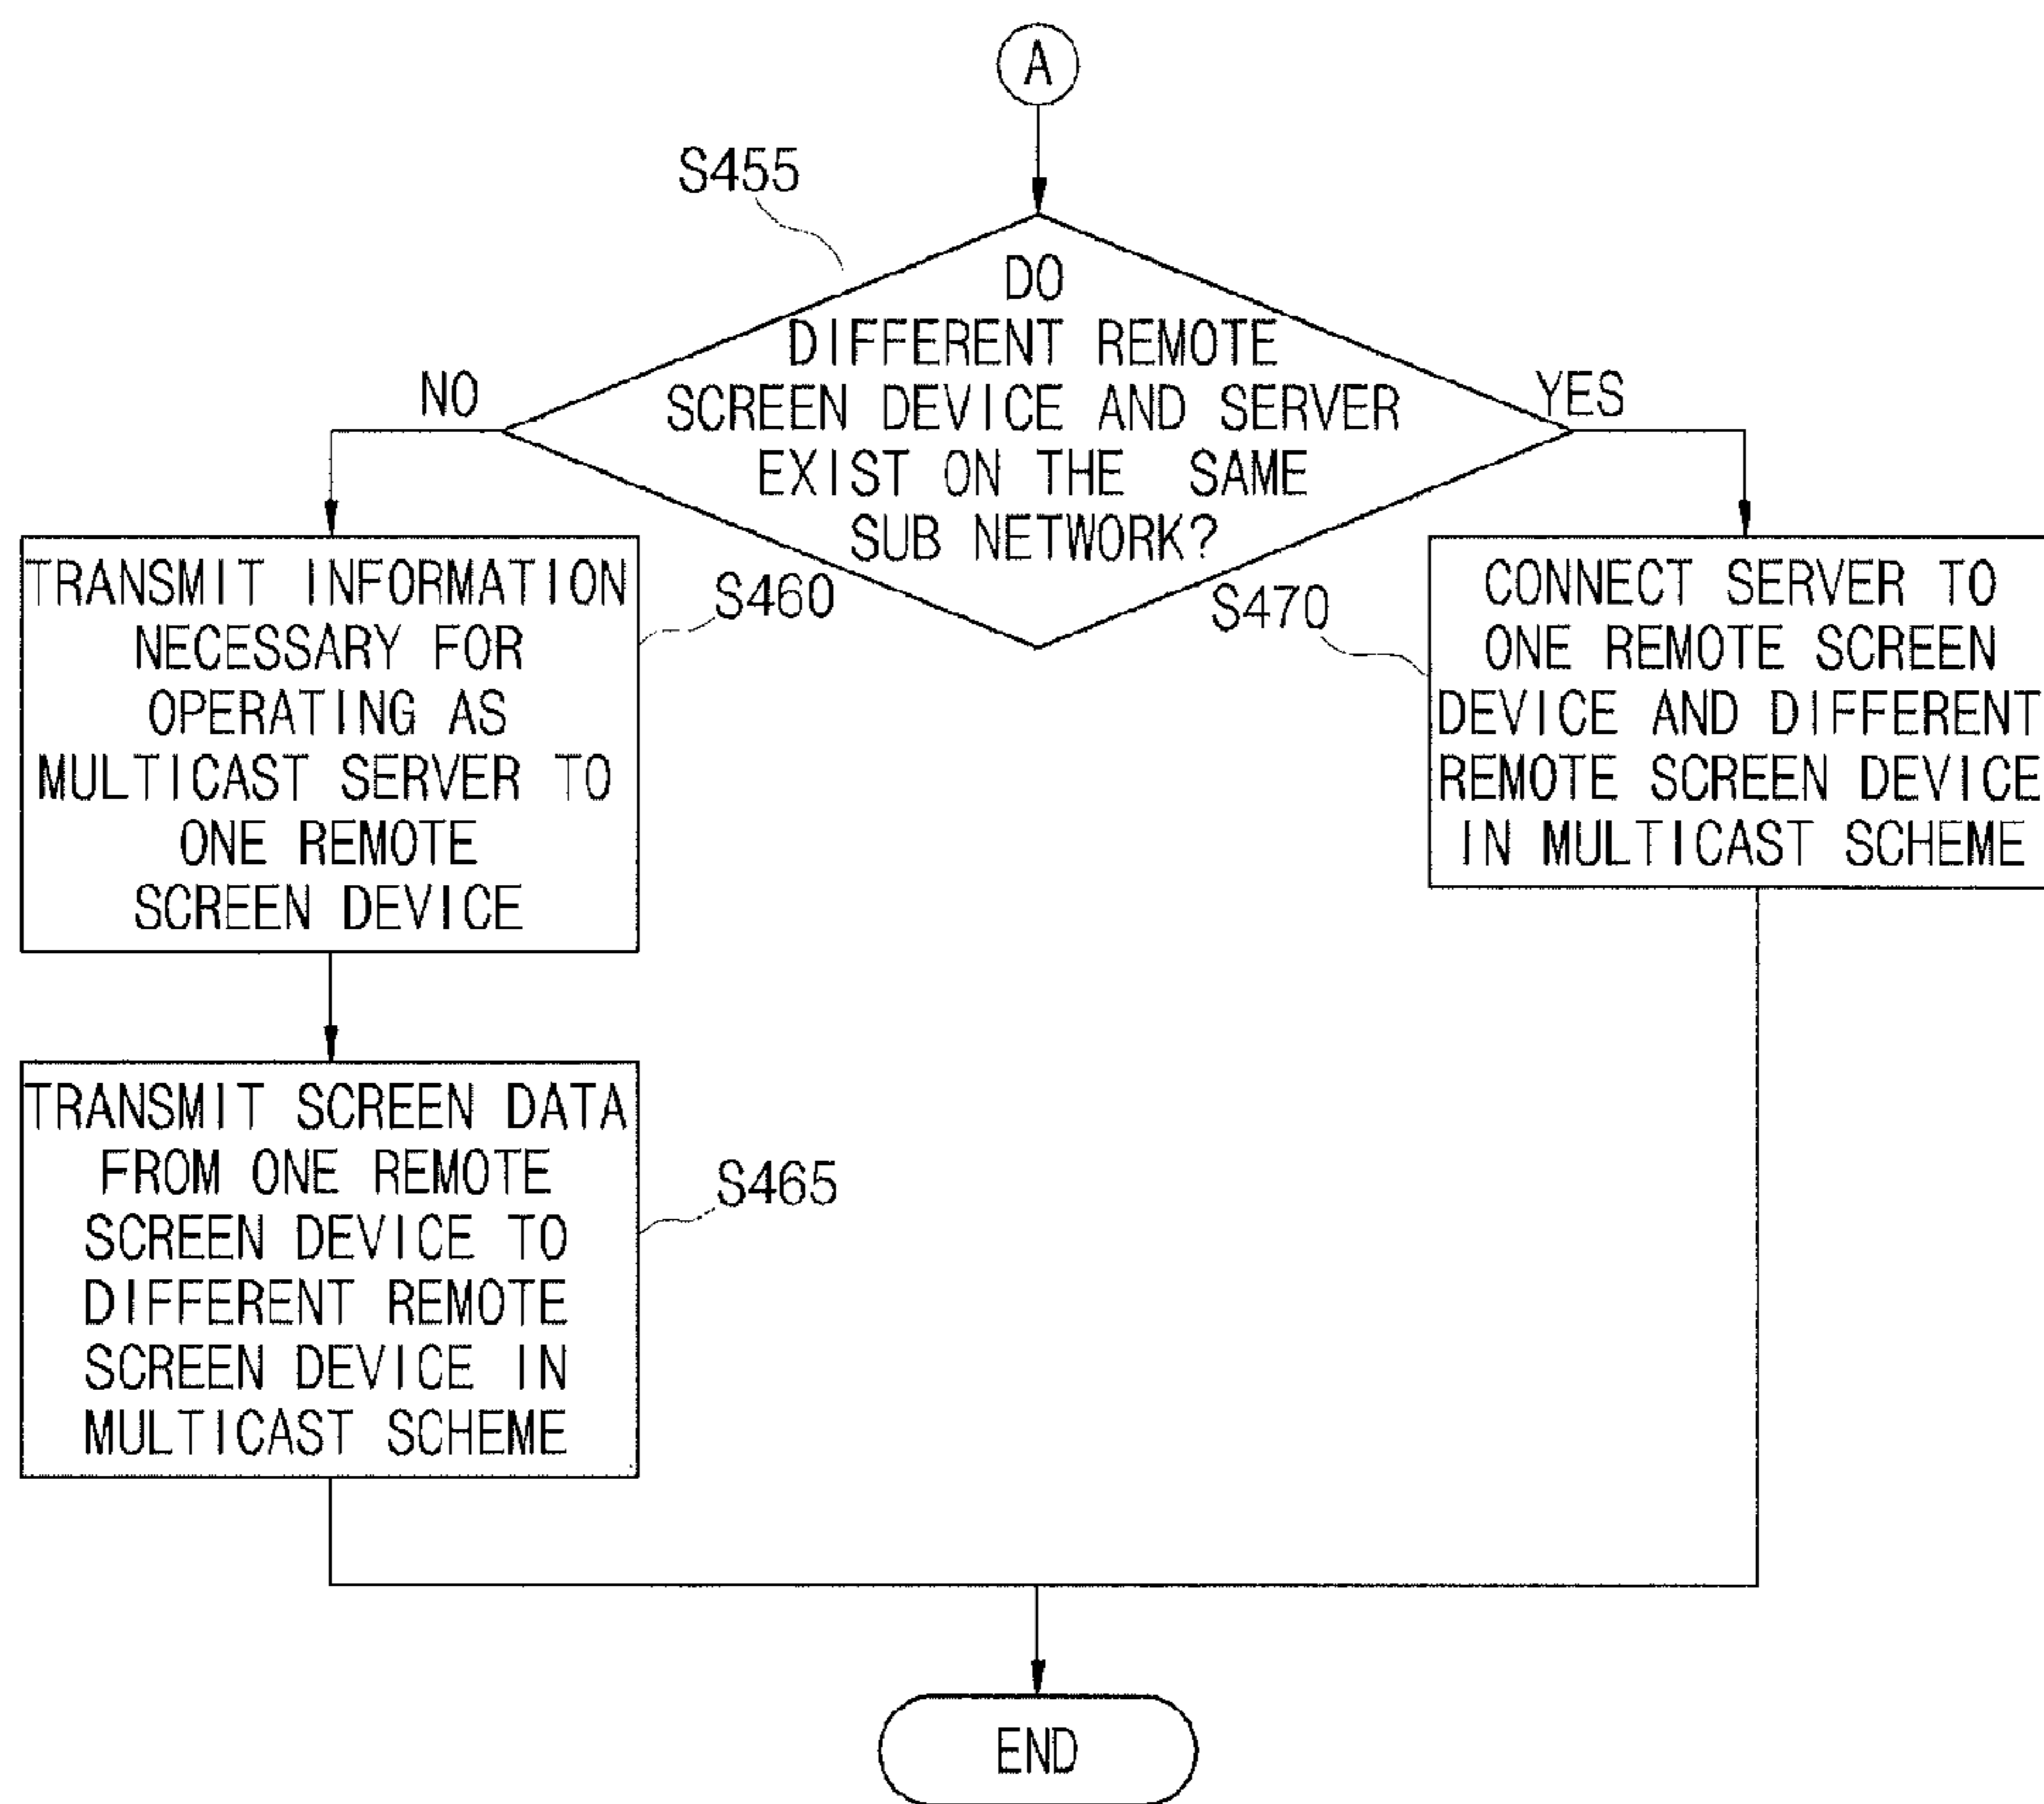 A
S455
DO
DIFFERENT REMOTE
SCREEN DEVICE AND SERVER
EXIST ON THE SAME
SUB NETWORK?
NO
YES
TRANSMIT INFORMATION
NECESSARY FOR
OPERATING AS
MULTICAST SERVER TO
ONE REMOTE
SCREEN DEVICE
S460
S470
CONNECT SERVER TO
ONE REMOTE SCREEN
DEVICE AND DIFFERENT
REMOTE SCREEN DEVICE
IN MULTICAST SCHEME
TRANSMIT SCREEN DATA
FROM ONE REMOTE
SCREEN DEVICE TO
DIFFERENT REMOTE
SCREEN DEVICE IN
MULTICAST SCHEME
S465
END